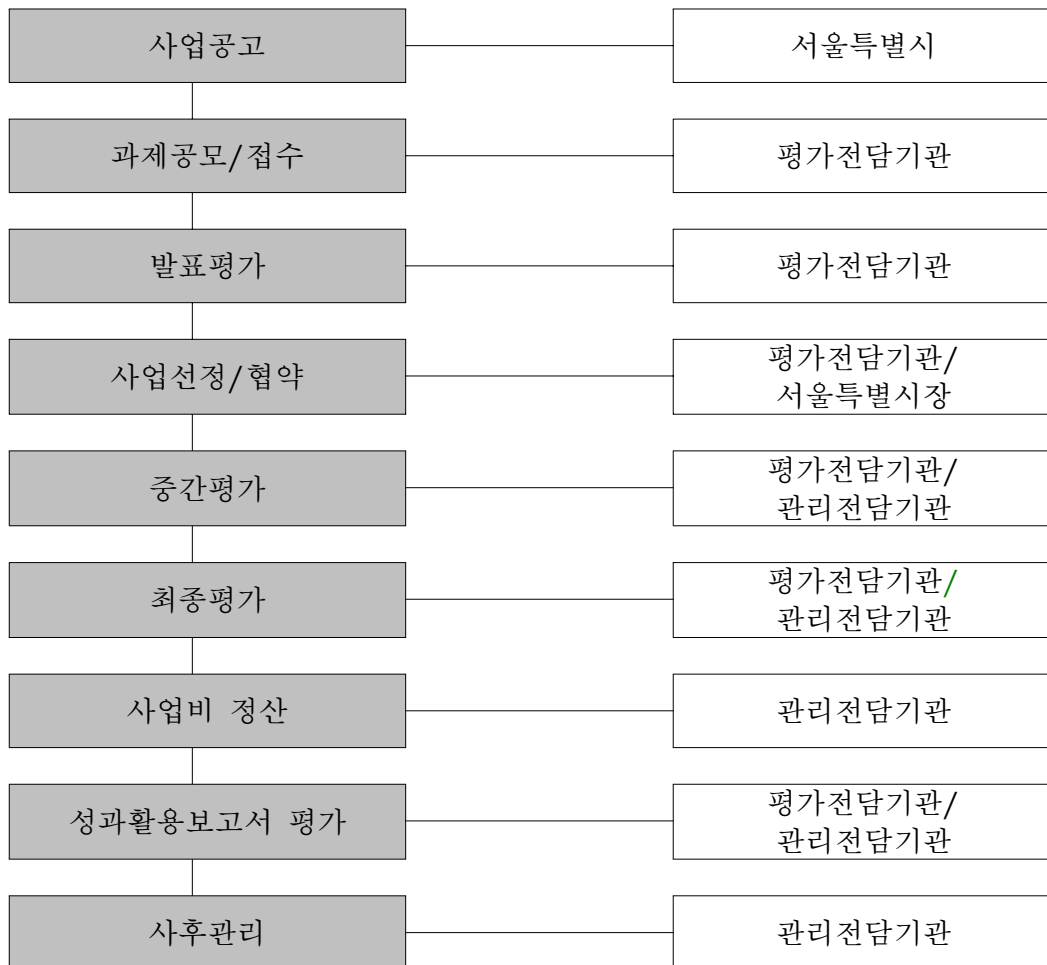 사업공고
서울특별시
과제공모/접수
평가전담기관
발표평가
평가전담기관
사업선정/협약
평가전담기관/
서울특별시장
중간평가
평가전담기관/
관리전담기관
최종평가
평가전담기관/
관리전담기관
사업비 정산
관리전담기관
성과활용보고서 평가
평가전담기관/
관리전담기관
사후관리
관리전담기관